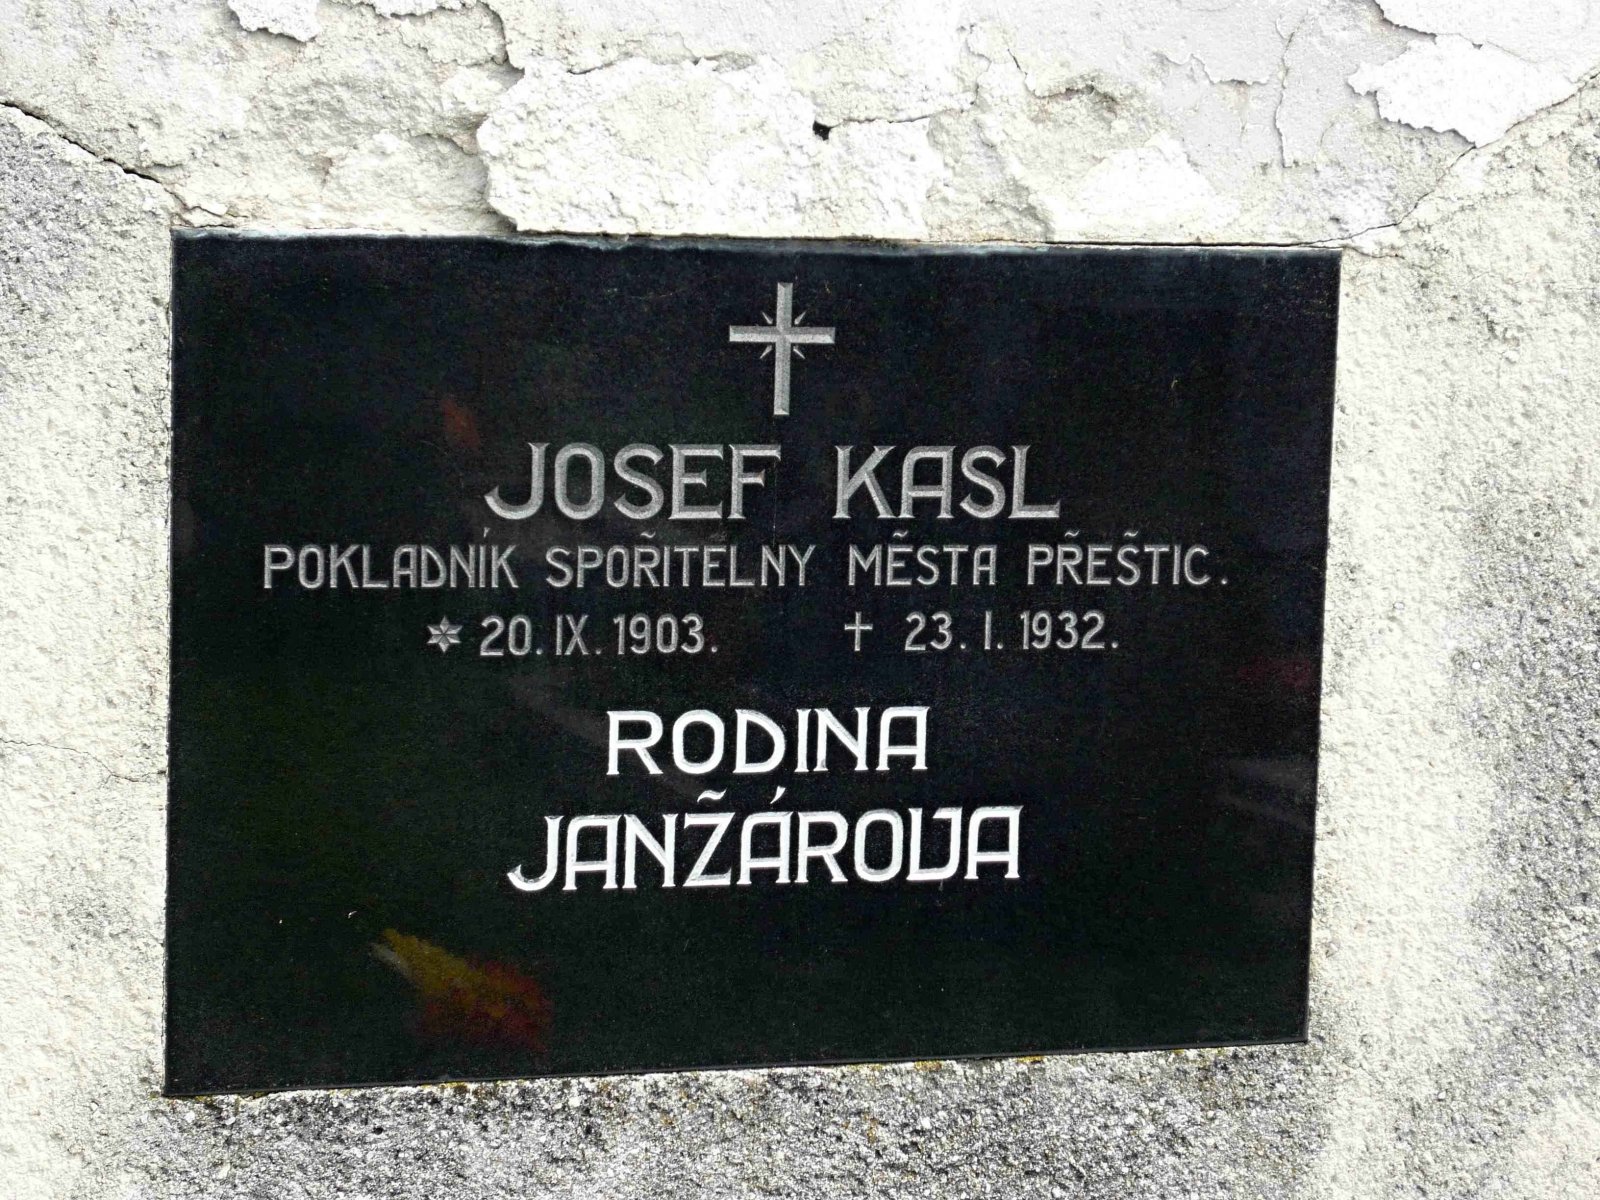 JOSEF KASL
POKLADNÍK SPOŘITELNY MĚSTA PŘEŠTIC.
* 20. IX. 1903. † 23. I. 1932.
RODINA
JANŽÁROVA